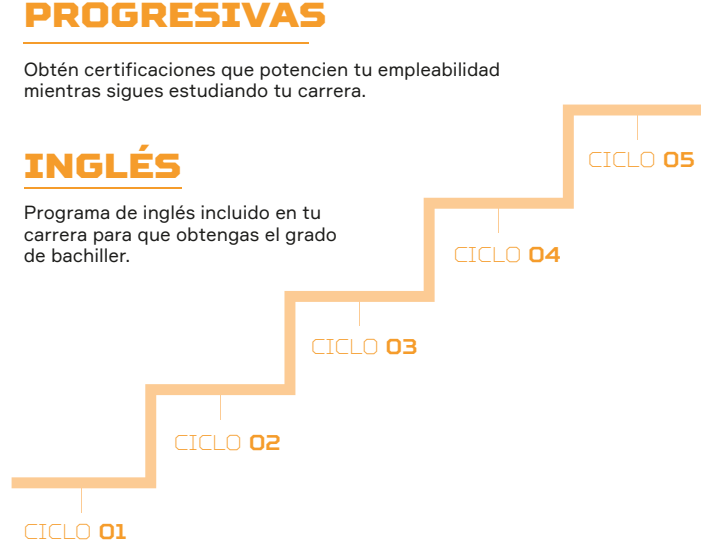 PROGRESIVAS
Obtén certificaciones que potencien tu empleabilidad
mientras sigues estudiando tu carrera.
INGLÉS
Programa de inglés incluido en tu
carrera para que obtengas el grado
de bachiller.
CICLO 05
CICLO 04
CICLO 03
CICLO 02
CICLO 01